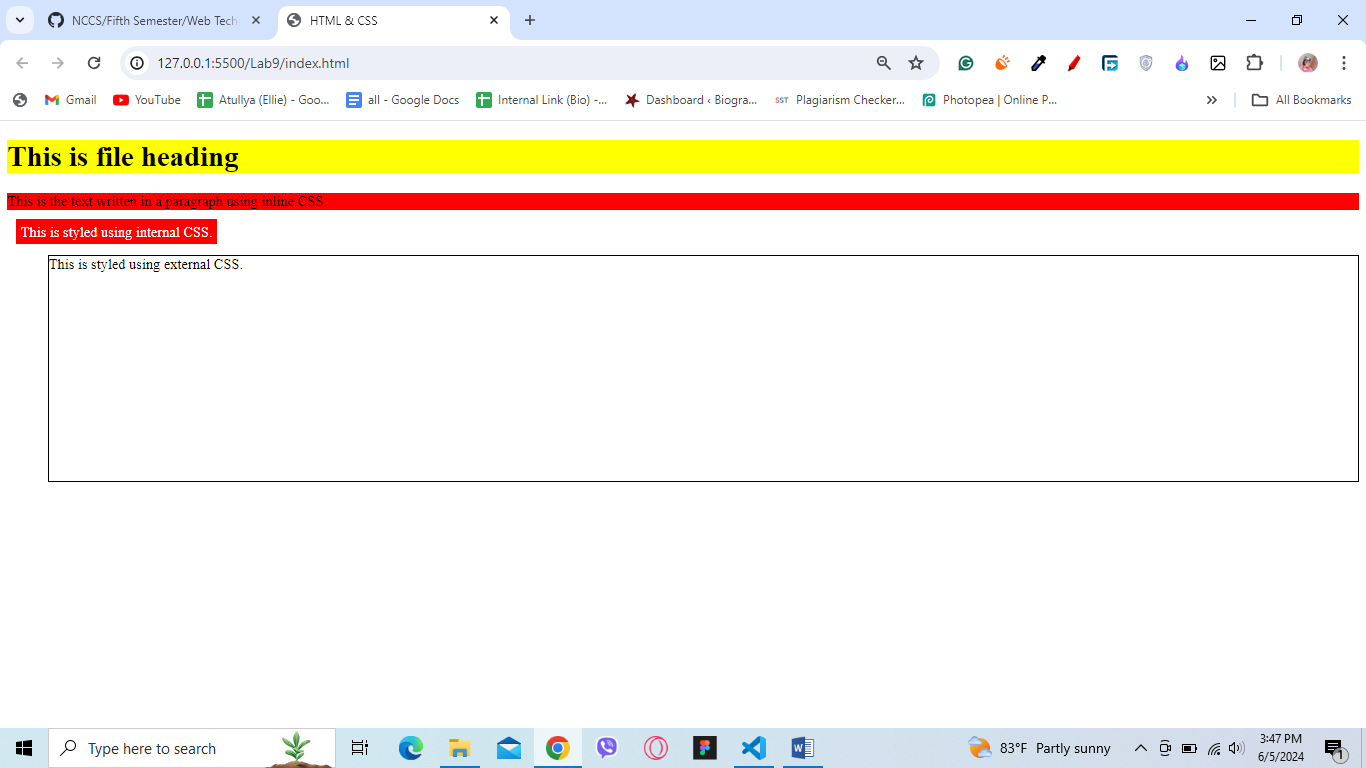 NCCS/Fifth Semester/Web Tech
HTML & CSS
127.0.0.1:5500/Lab9/index.html
Gmail
YouTube
Atullya (Ellie) - Goo...
all - Google Docs
Internal Link (Bio) -...
Dashboard ‹ Biogra...
SST
Plagiarism Checker...
Photopea | Online P...
»
All Bookmarks
This is file heading
This is the text written in a paragraph using inline CSS.
This is styled using internal CSS.
This is styled using external CSS.
Type here to search
83°F Partly sunny
3:47 PM
6/5/2024
1